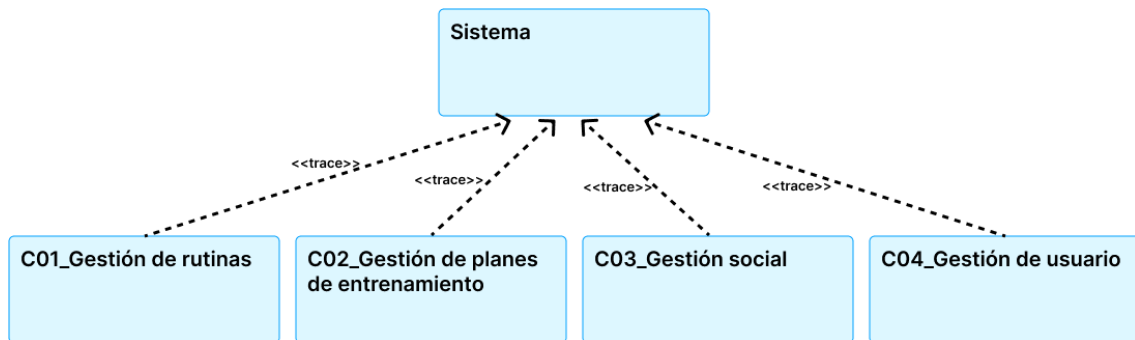 Sistema
<<trace>>
<<trace>>
<<trace>>
<<trace>>
C01_Gestión de rutinas
C02_Gestión de planes
de entrenamiento
C03_Gestión social
C04_Gestión de usuario